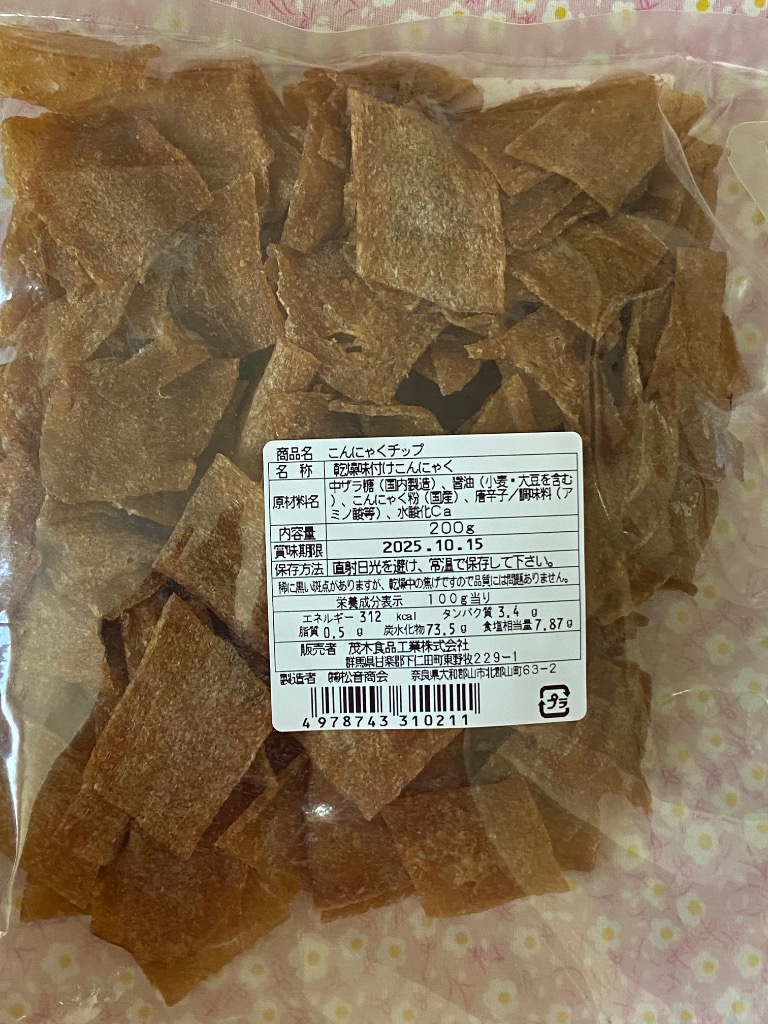 商品名 こんにゃくチップ
名 称 乾燥味付けこんにゃく
原材料名 中ザラ糖(国内製造)、醤油(小麦・大豆を含む
)、こんにゃく粉(国産)、唐辛子/調味料(ア
ミノ酸等)、水酸化Ca
内容量 200g
賞味期限 2025.10.15
保存方法 直射日光を避け、常温で保存して下さい。
稀に黒い斑点がありますが、乾燥中の焦げですので品質には問題ありません。
栄養成分表示 100g当り
エネルギー 312 kcal タンパク質 3.4 g
脂質 0.5 g 炭水化物 73.5g 食塩相当量 7.87g
販売者 茂木食品工業株式会社
群馬県甘楽郡下仁田町東野牧229-1
製造者 ㈲松音商会 奈良県大和郡山市北郡山町63-2
4 978743 310211
プラ